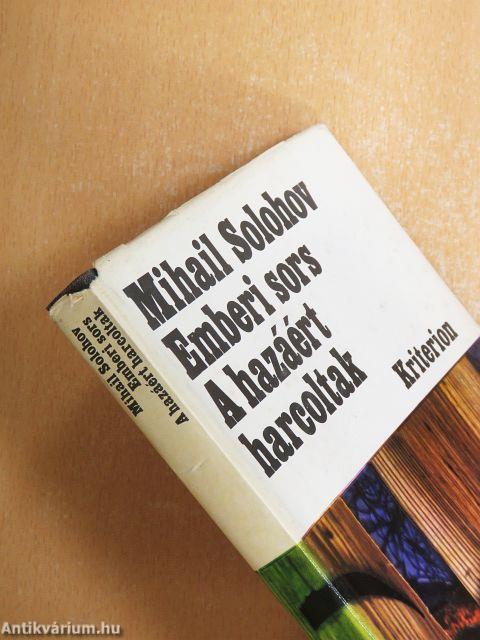 Mihail Solohov
Emberi sors
A hazáért
harcoltak
Kriterion
Mihail Solohov
Emberi sors
A hazáért harcoltak
Antikvárium.hu